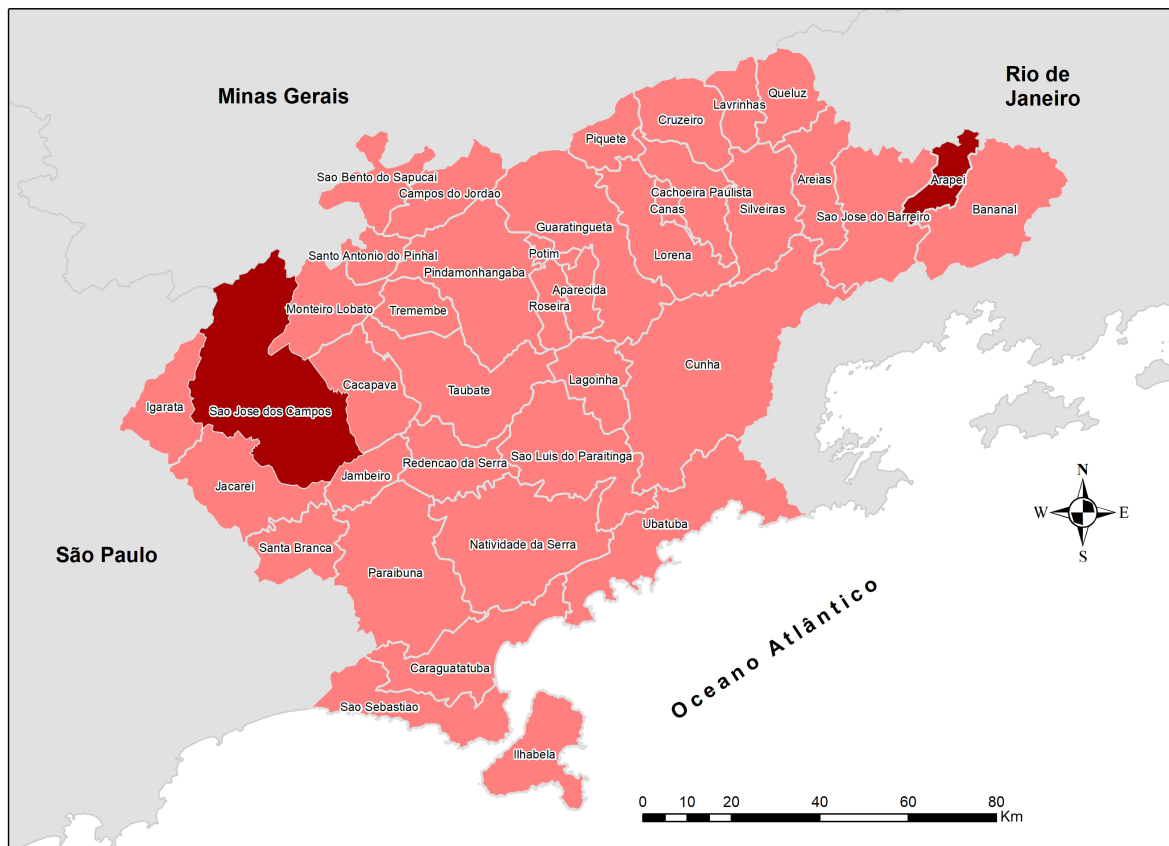 Minas Gerais
Rio de
Janeiro
Queluz
Lavrinhas
Cruzeiro
Piquete
Sao Bento do Sapucai
Campos do Jordao
Cachoeira Paulista
Canas
Silveiras
Areias
Arapei
Sao Jose do Barreiro
Bananal
Guaratingueta
Santo Antonio do Pinhal
Potim
Lorena
Pindamonhangaba
Aparecida
Roseira
Monteiro Lobato
Tremembe
Cunha
Cacapava
Taubate
Lagoinha
Igarata
Sao Jose dos Campos
Sao Luis do Paraitinga
Redencao da Serra
Jambeiro
Jacarei
Ubatuba
Santa Branca
Natividade da Serra
Paraibuna
São Paulo
N
W
E
S
Oceano Atlântico
Caraguatatuba
Sao Sebastiao
Ilhabela
0 10 20 40 60 80
Km